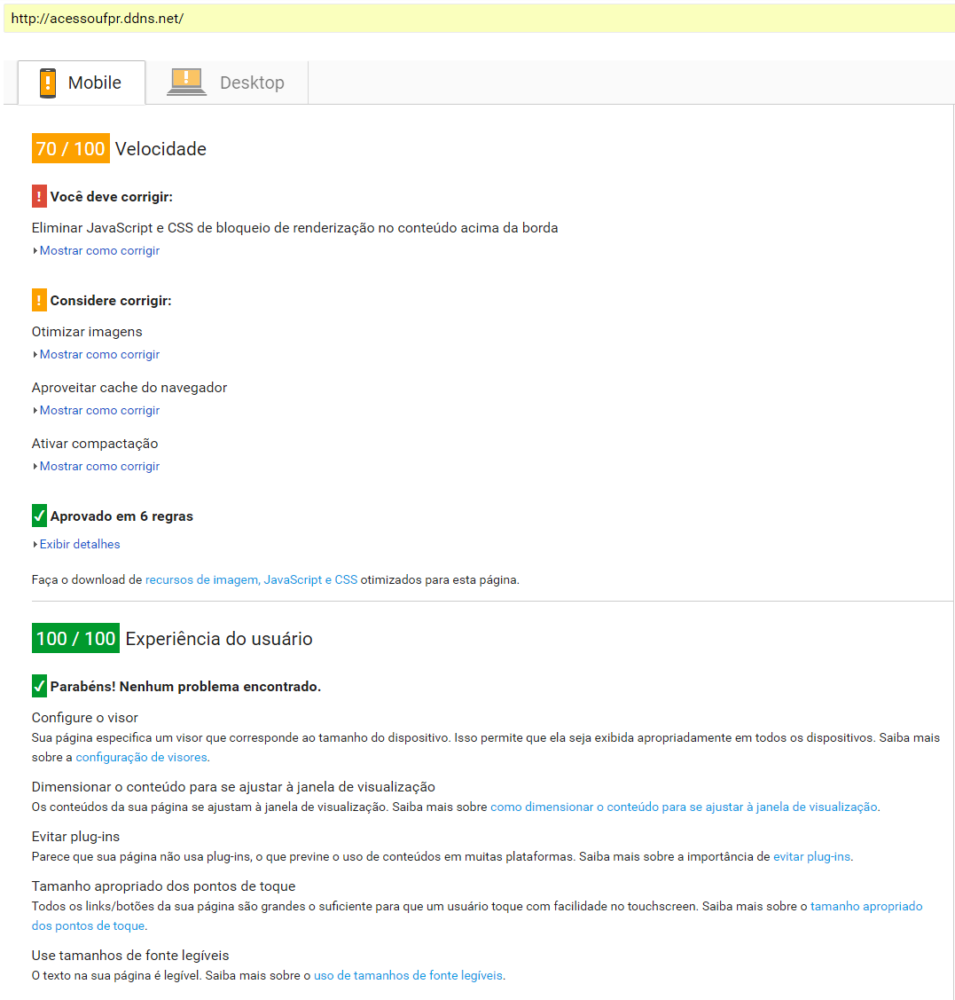 http://acessoufpr.ddns.net/
Mobile
Desktop
70 / 100 Velocidade
! Você deve corrigir:
Eliminar JavaScript e CSS de bloqueio de renderização no conteúdo acima da borda
Mostrar como corrigir
! Considere corrigir:
Otimizar imagens
Mostrar como corrigir
Aproveitar cache do navegador
Mostrar como corrigir
Ativar compactação
Mostrar como corrigir
Aprovado em 6 regras
Exibir detalhes
Faça o download de recursos de imagem, JavaScript e CSS otimizados para esta página.
100 / 100 Experiência do usuário
Parabéns! Nenhum problema encontrado.
Configure o visor
Sua página especifica um visor que corresponde ao tamanho do dispositivo. Isso permite que ela seja exibida apropriadamente em todos os dispositivos. Saiba mais
sobre a configuração de visores.
Dimensionar o conteúdo para se ajustar à janela de visualização
Os conteúdos da sua página se ajustam à janela de visualização. Saiba mais sobre como dimensionar o conteúdo para se ajustar à janela de visualização.
Evitar plug-ins
Parece que sua página não usa plug-ins, o que previne o uso de conteúdos em muitas plataformas. Saiba mais sobre a importância de evitar plug-ins.
Tamanho apropriado dos pontos de toque
Todos os links/botões da sua página são grandes o suficiente para que um usuário toque com facilidade no touchscreen. Saiba mais sobre o tamanho apropriado
dos pontos de toque.
Use tamanhos de fonte legíveis
O texto na sua página é legível. Saiba mais sobre o uso de tamanhos de fonte legíveis.